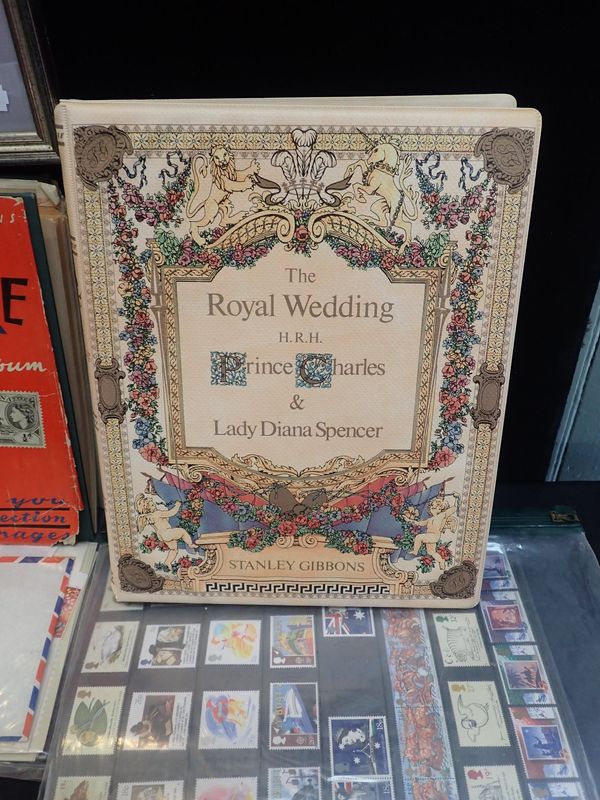 The
Royal Wedding
H.R.H.
Prince Charles
&
Lady Diana Spencer
STANLEY GIBBONS